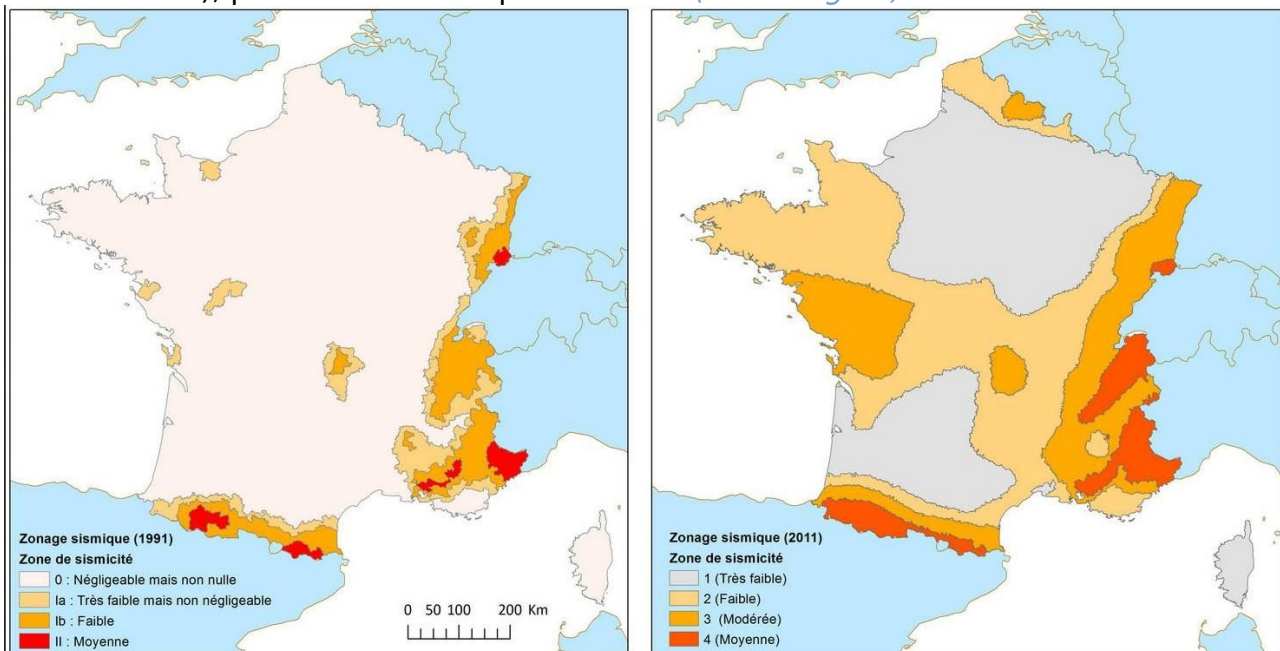 Zonage sismique (1991)
Zone de sismicité
0 : Négligeable mais non nulle
Ia : Très faible mais non négligeable
Ib : Faible
II : Moyenne
0 50 100 200 Km
Zonage sismique (2011)
Zone de sismicité
1 (Très faible)
2 (Faible)
3 (Modérée)
4 (Moyenne)